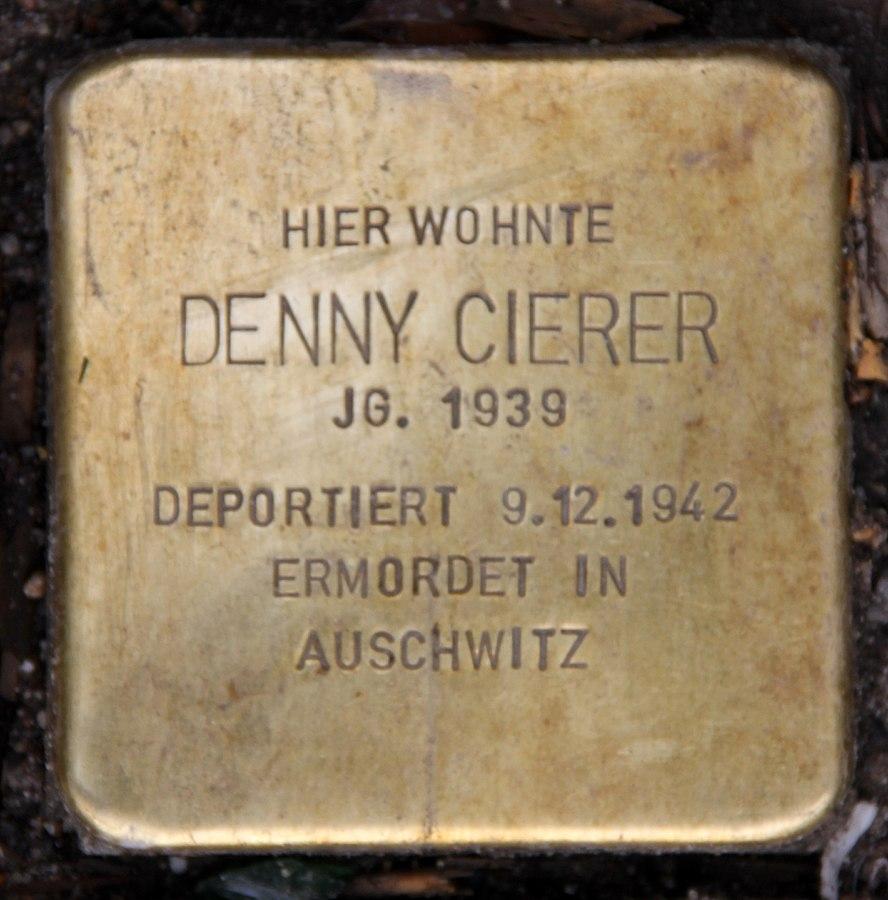 HIER WOHNTE
DENNY CIERER
JG. 1939
DEPORTIERT 9.12.1942
ERMORDET IN
AUSCHWITZ